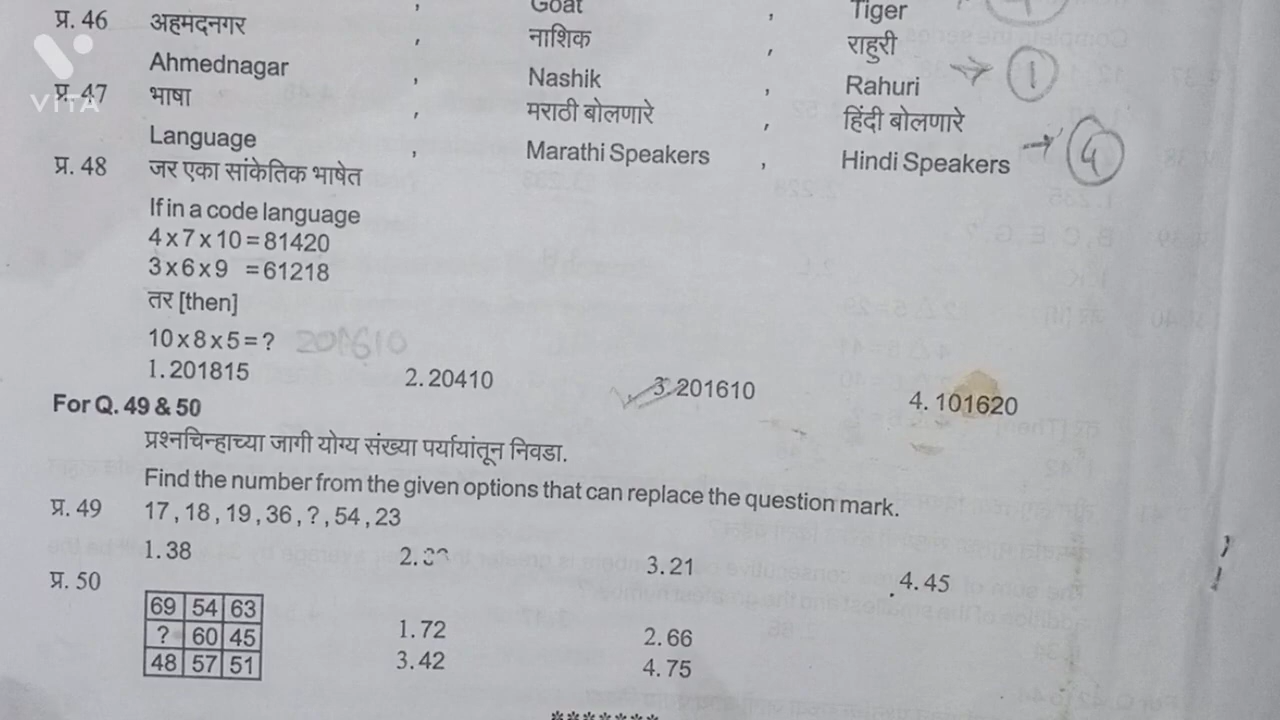 Goat , Tiger
प्र. 46 अहमदनगर , नाशिक , राहुरी
Ahmednagar , Nashik , Rahuri → 1
प्र. 47 भाषा , मराठी बोलणारे , हिंदी बोलणारे
Language , Marathi Speakers , Hindi Speakers → 4
प्र. 48 जर एका सांकेतिक भाषेत
If in a code language
4 x 7 x 10 = 81420
3 x 6 x 9 = 61218
तर [then]
10 x 8 x 5 = ? 201610
1. 201815 2. 20410 3. 201610 4. 101620
For Q. 49 & 50
प्रश्नचिन्हाच्या जागी योग्य संख्या पर्यायांतून निवडा.
Find the number from the given options that can replace the question mark.
प्र. 49 17 , 18 , 19 , 36 , ? , 54 , 23
1. 38 2. 3. 21 4. 45
प्र. 50
69 54 63
? 60 45
48 57 51
1. 72 2. 66
3. 42 4. 75
*******
VITA